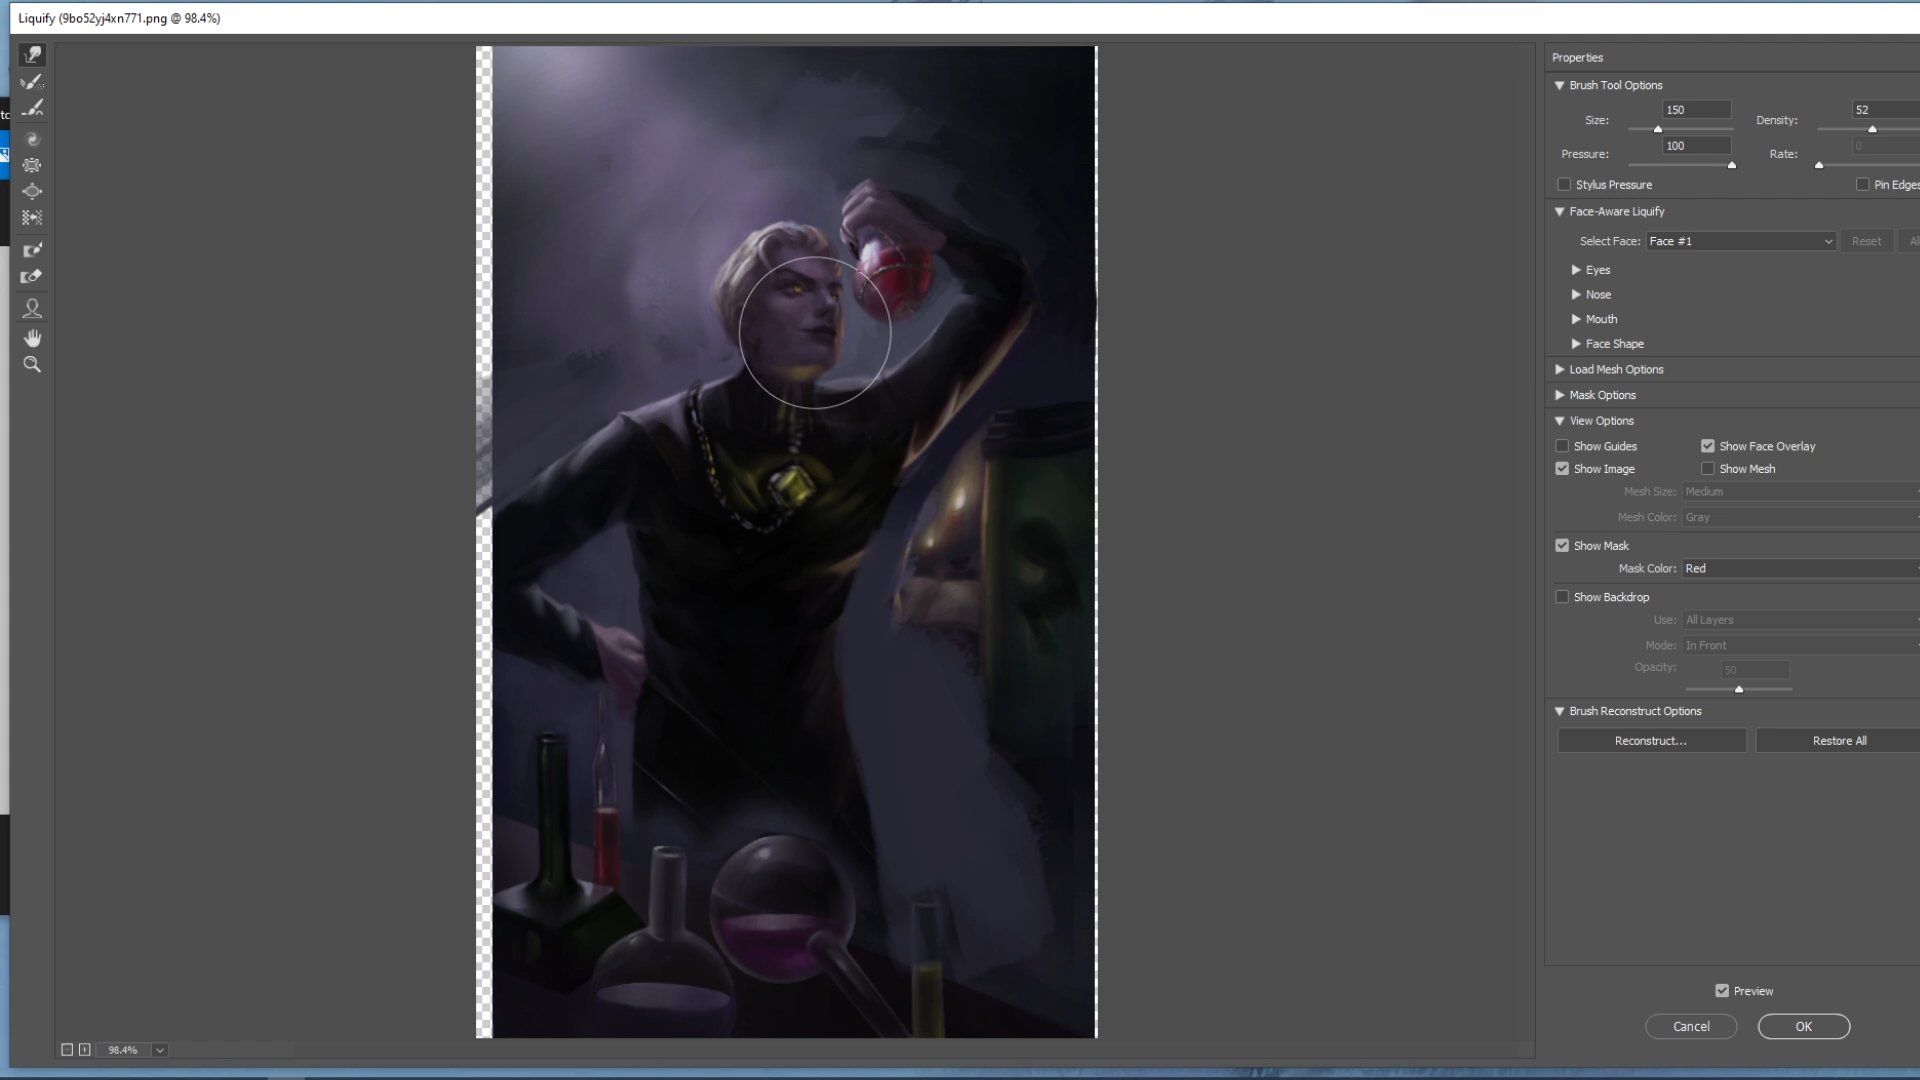 Liquify (9bo52yj4xn771.png @ 98.4%)
tc
Properties
Brush Tool Options
Size: 150 Density: 52
Pressure: 100 Rate: 0
Stylus Pressure Pin Edges
Face-Aware Liquify
Select Face: Face #1 Reset Al
Eyes
Nose
Mouth
Face Shape
Load Mesh Options
Mask Options
View Options
Show Guides Show Face Overlay
Show Image Show Mesh
Mesh Size: Medium
Mesh Color: Gray
Show Mask
Mask Color: Red
Show Backdrop
Use: All Layers
Mode: In Front
Opacity: 50
Brush Reconstruct Options
Reconstruct... Restore All
Preview
Cancel OK
98.4%